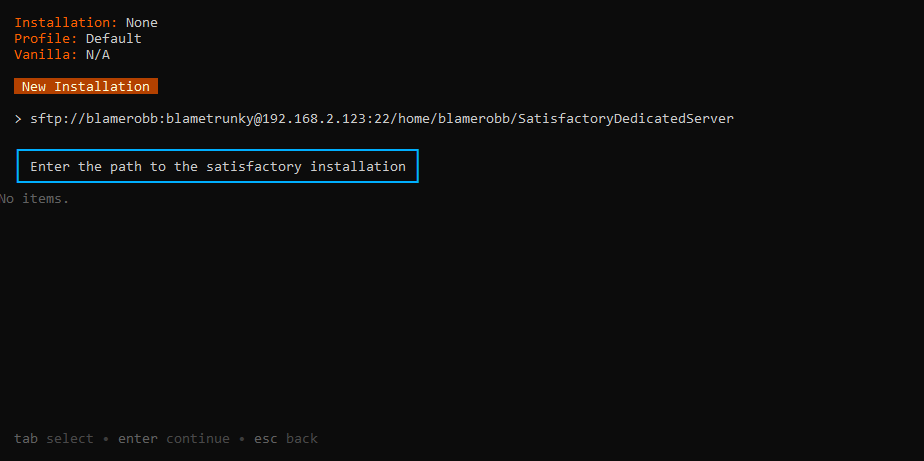 Installation: None
Profile: Default
Vanilla: N/A
New Installation
> sftp://blamerobb:blametrunky@192.168.2.123:22/home/blamerobb/SatisfactoryDedicatedServer
Enter the path to the satisfactory installation
No items.
tab select • enter continue • esc back